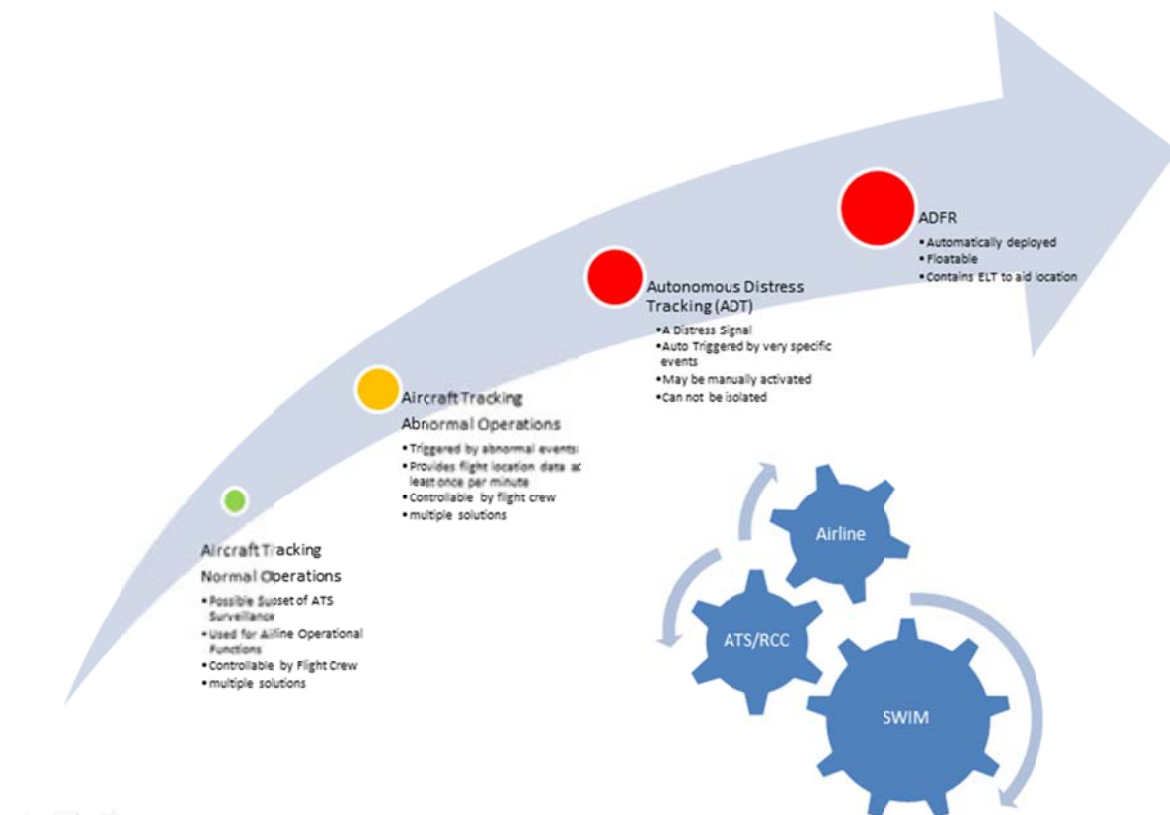 ADFR
• Automatically deployed
• Floatable
• Contains ELT to aid location
Autonomous Distress
Tracking (ADT)
• A Distress Signal
• Auto Triggered by very specific
events
• May be manually activated
• Can not be isolated
Aircraft Tracking
Abnormal Operations
• Triggered by abnormal events
• Provides flight location data at
least once per minute
• Controllable by flight crew
• multiple solutions
Aircraft Tracking
Normal Operations
• Possible Subset of ATS
Surveillance
• Used for Airline Operational
Functions
• Controllable by Flight Crew
• multiple solutions
Airline
ATS/RCC
SWIM